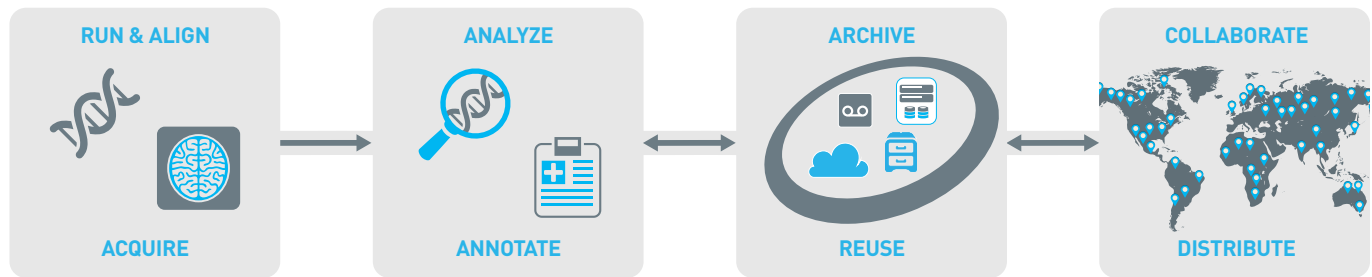 RUN & ALIGN
ACQUIRE
ANALYZE
ANNOTATE
ARCHIVE
REUSE
COLLABORATE
DISTRIBUTE